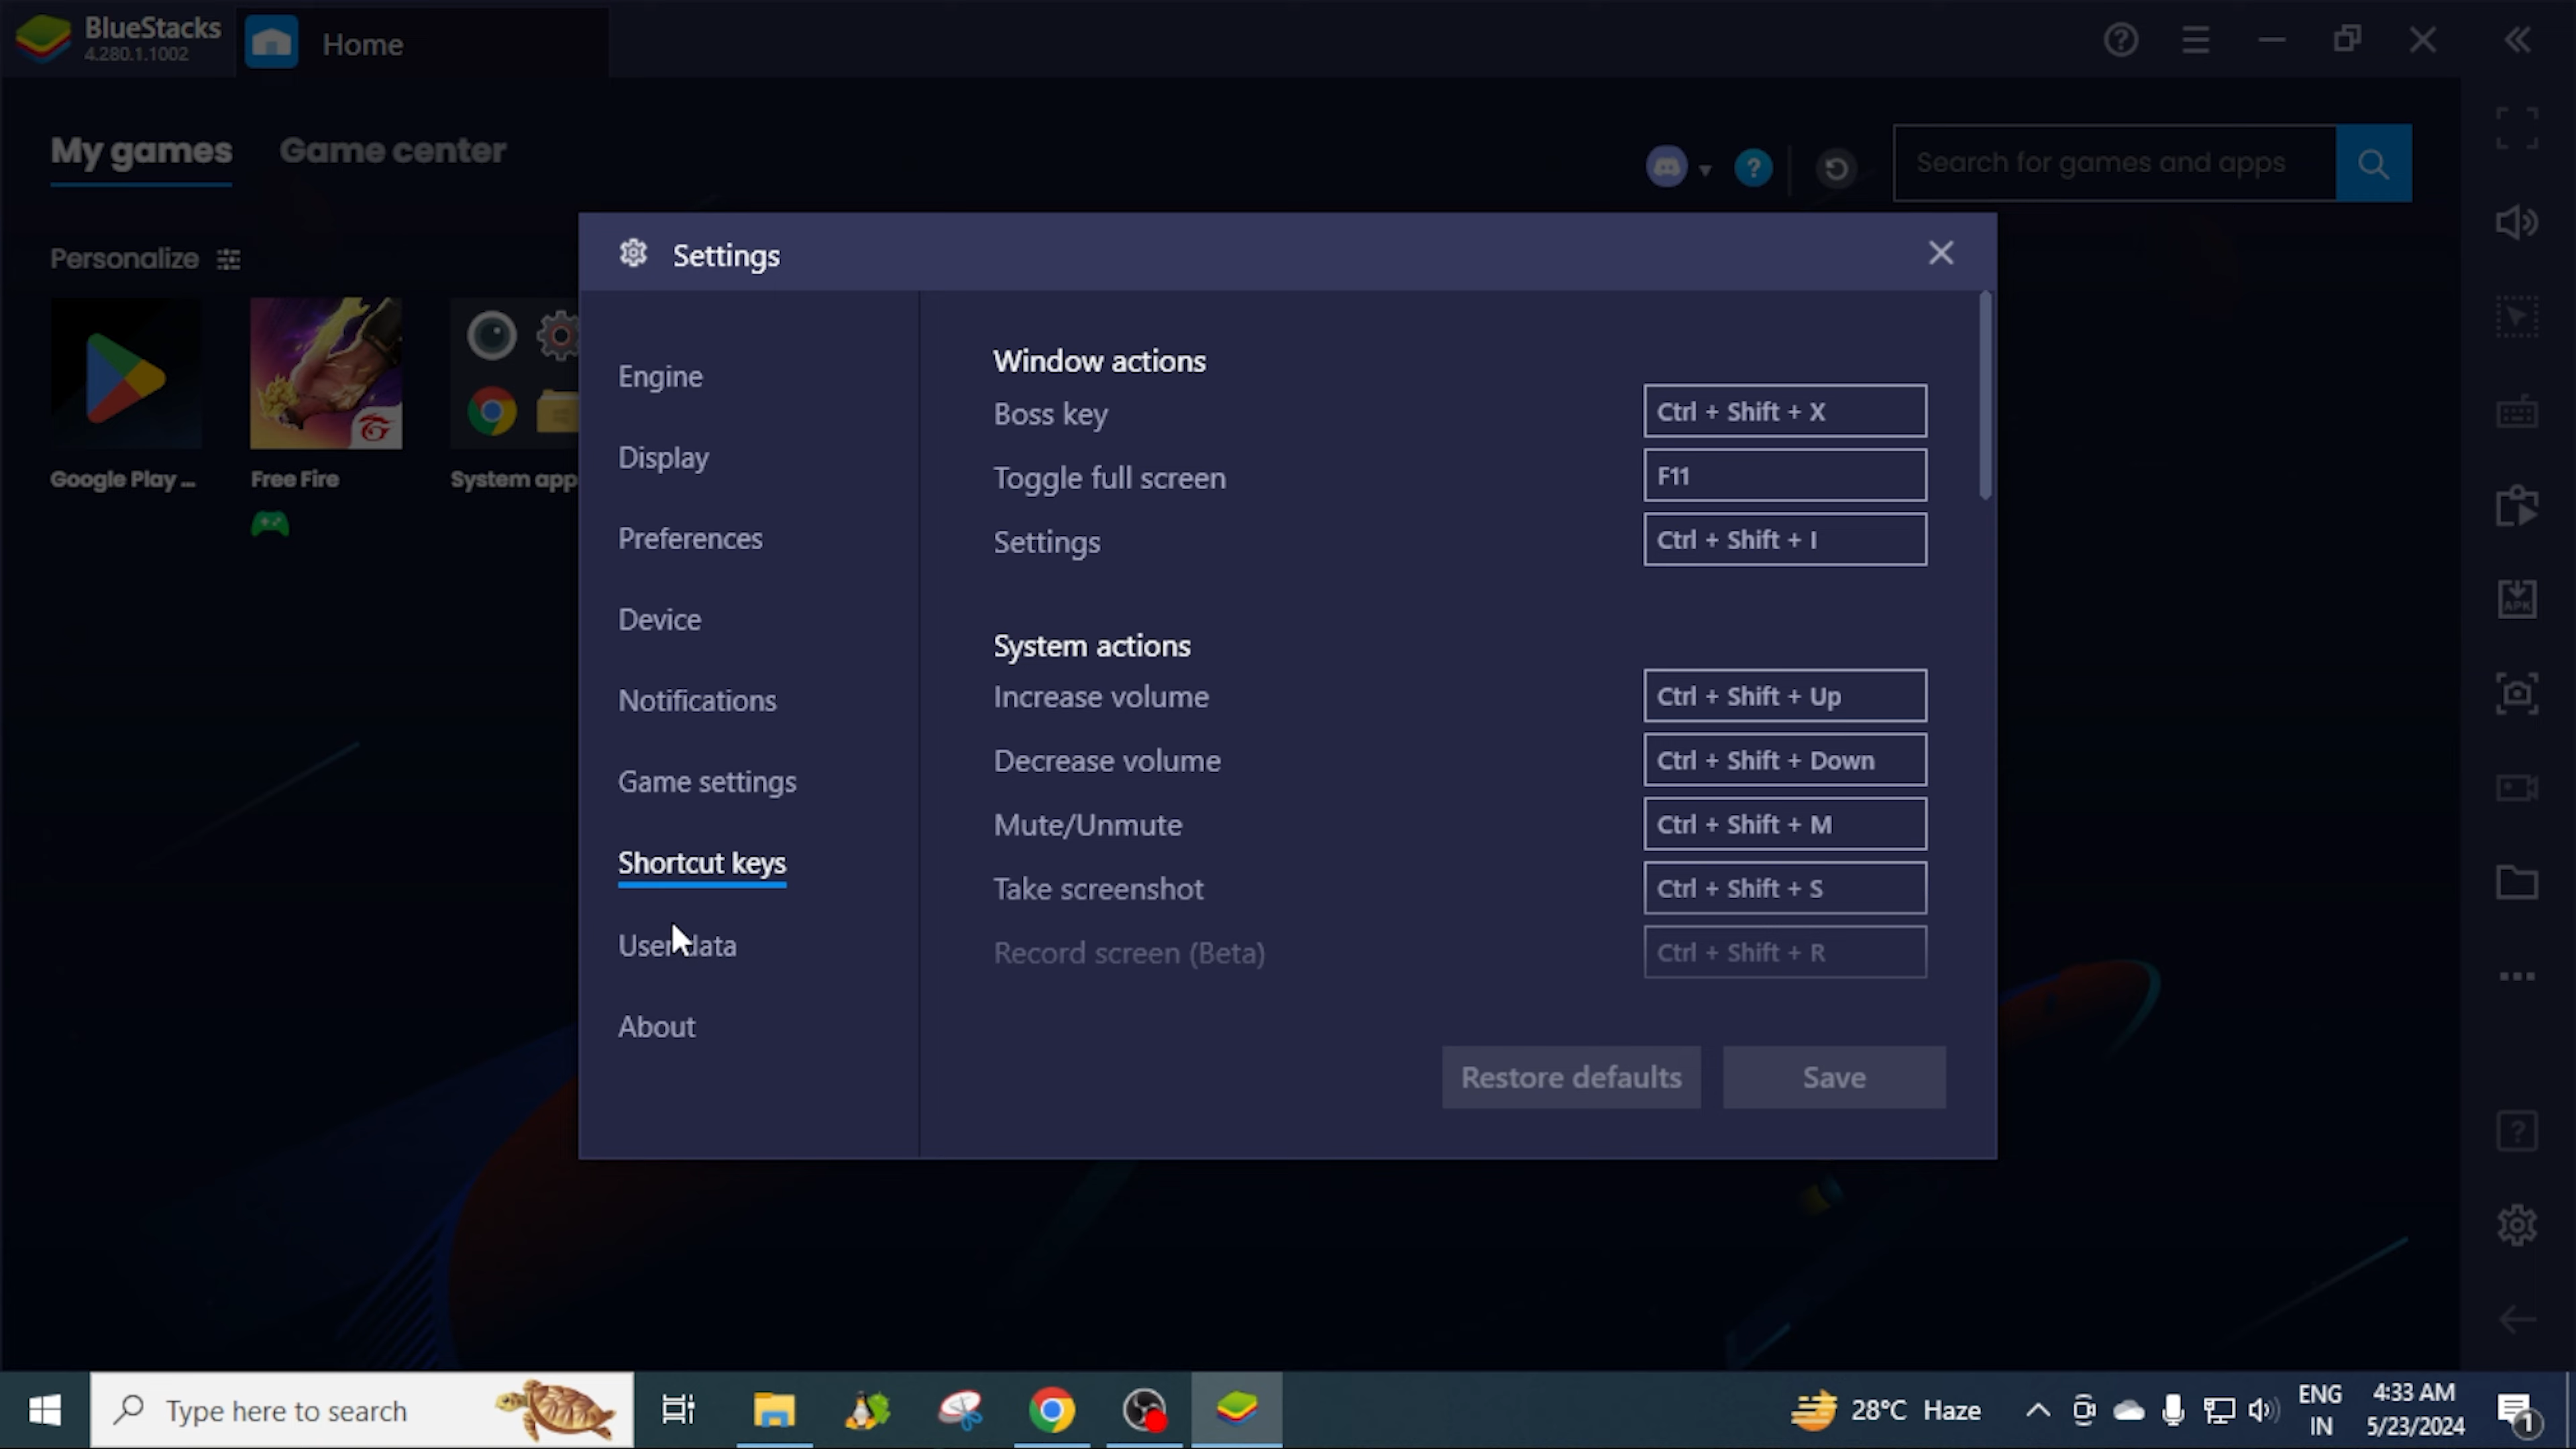 BlueStacks
4.280.1.1002
Home
My games
Game center
Search for games and apps
Personalize
Google Play ...
Free Fire
System app
Settings
Engine
Display
Preferences
Device
Notifications
Game settings
Shortcut keys
User data
About
Window actions
Boss key
Ctrl + Shift + X
Toggle full screen
F11
Settings
Ctrl + Shift + I
System actions
Increase volume
Ctrl + Shift + Up
Decrease volume
Ctrl + Shift + Down
Mute/Unmute
Ctrl + Shift + M
Take screenshot
Ctrl + Shift + S
Record screen (Beta)
Ctrl + Shift + R
Restore defaults
Save
APK
Type here to search
28°C Haze
ENG
IN
4:33 AM
5/23/2024
1